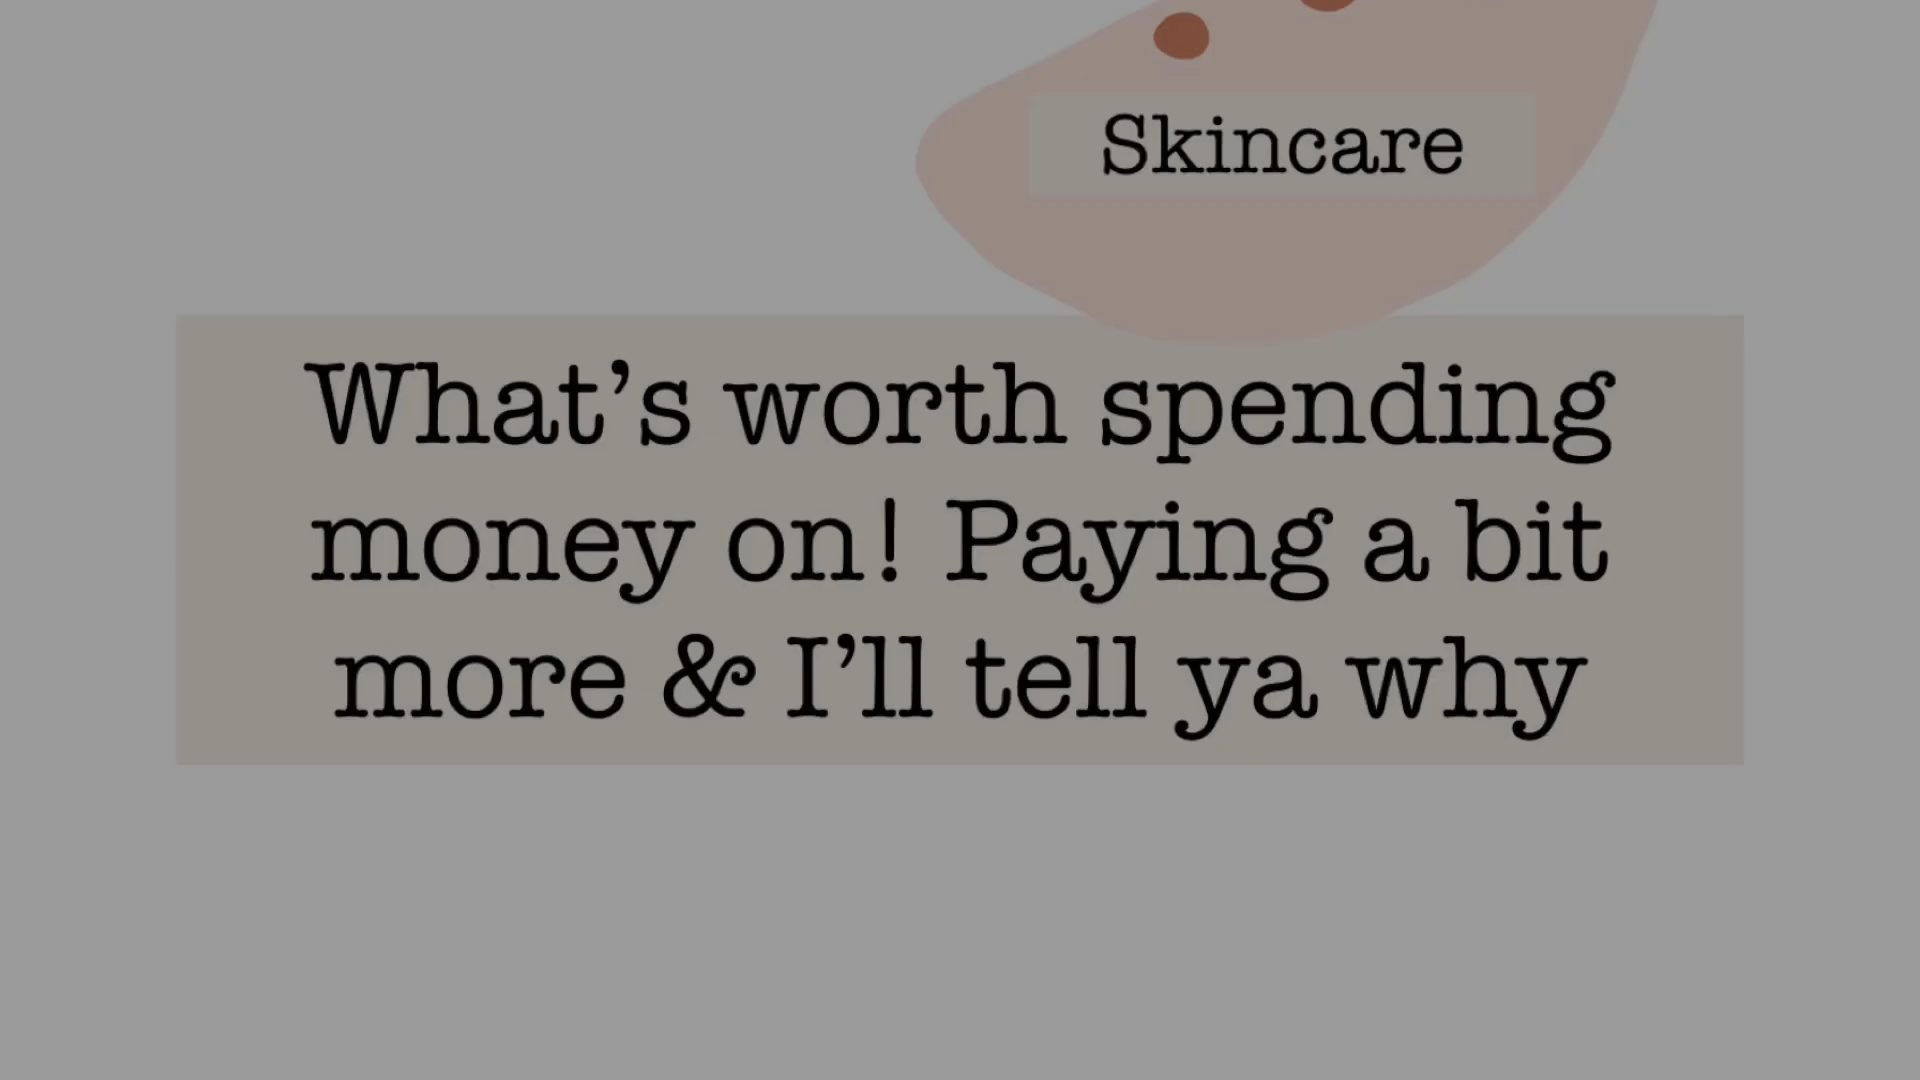 Skincare
What’s worth spending
money on! Paying a bit
more & I’ll tell ya why